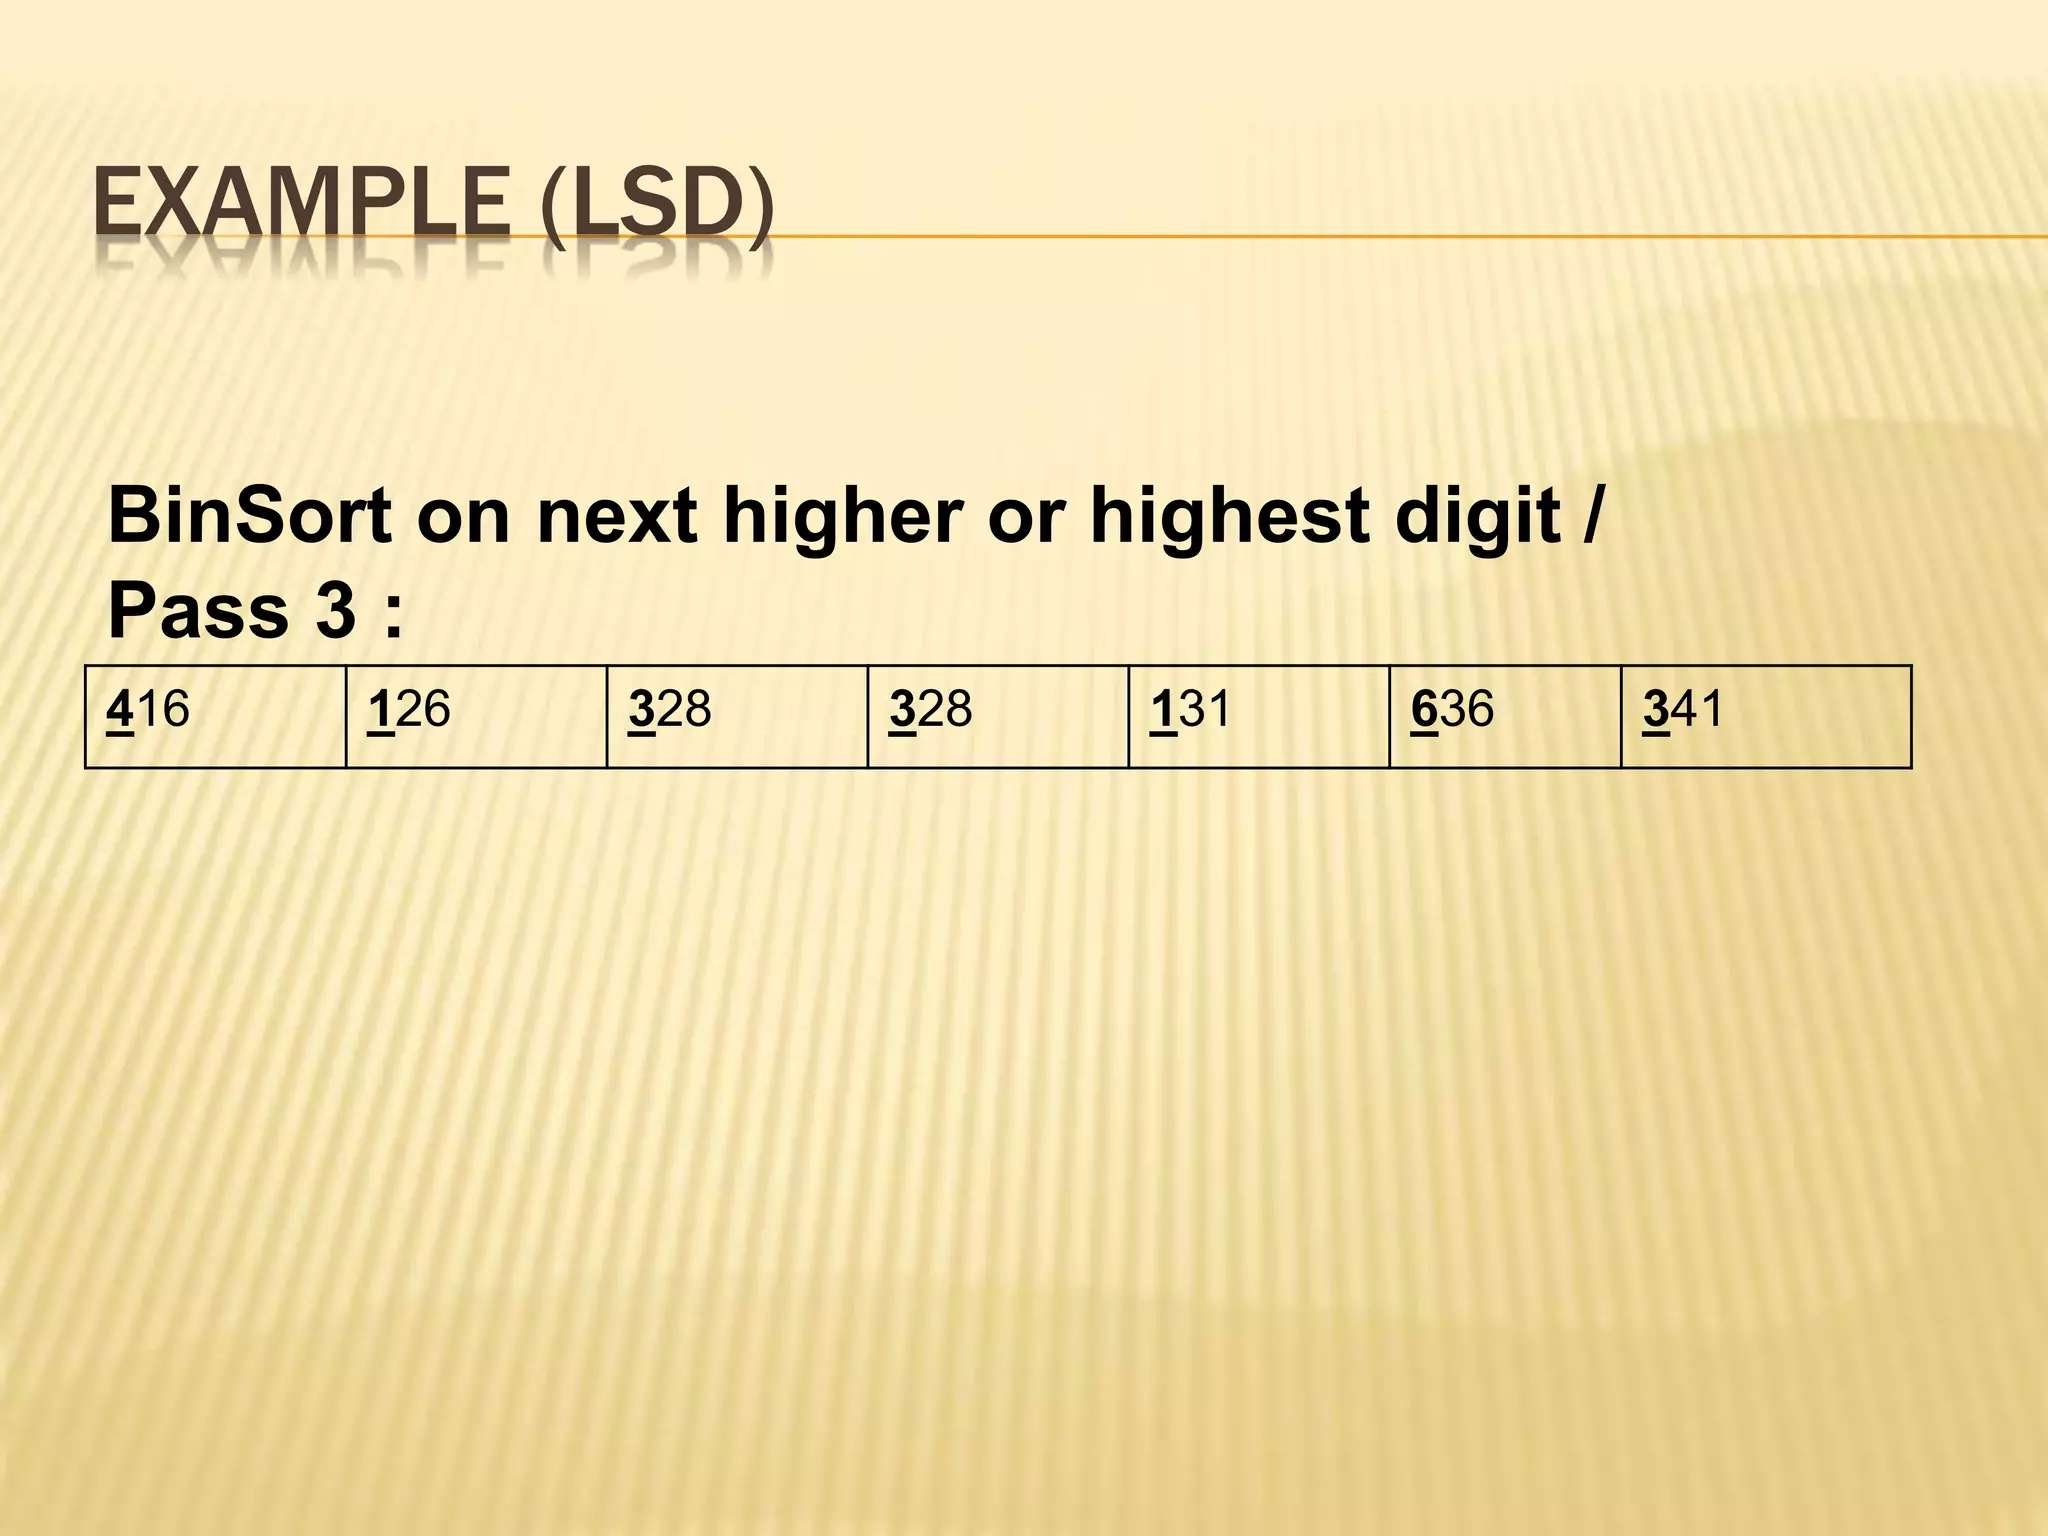 EXAMPLE (LSD)
BinSort on next higher or highest digit /
Pass 3 :
416 126 328 328 131 636 341